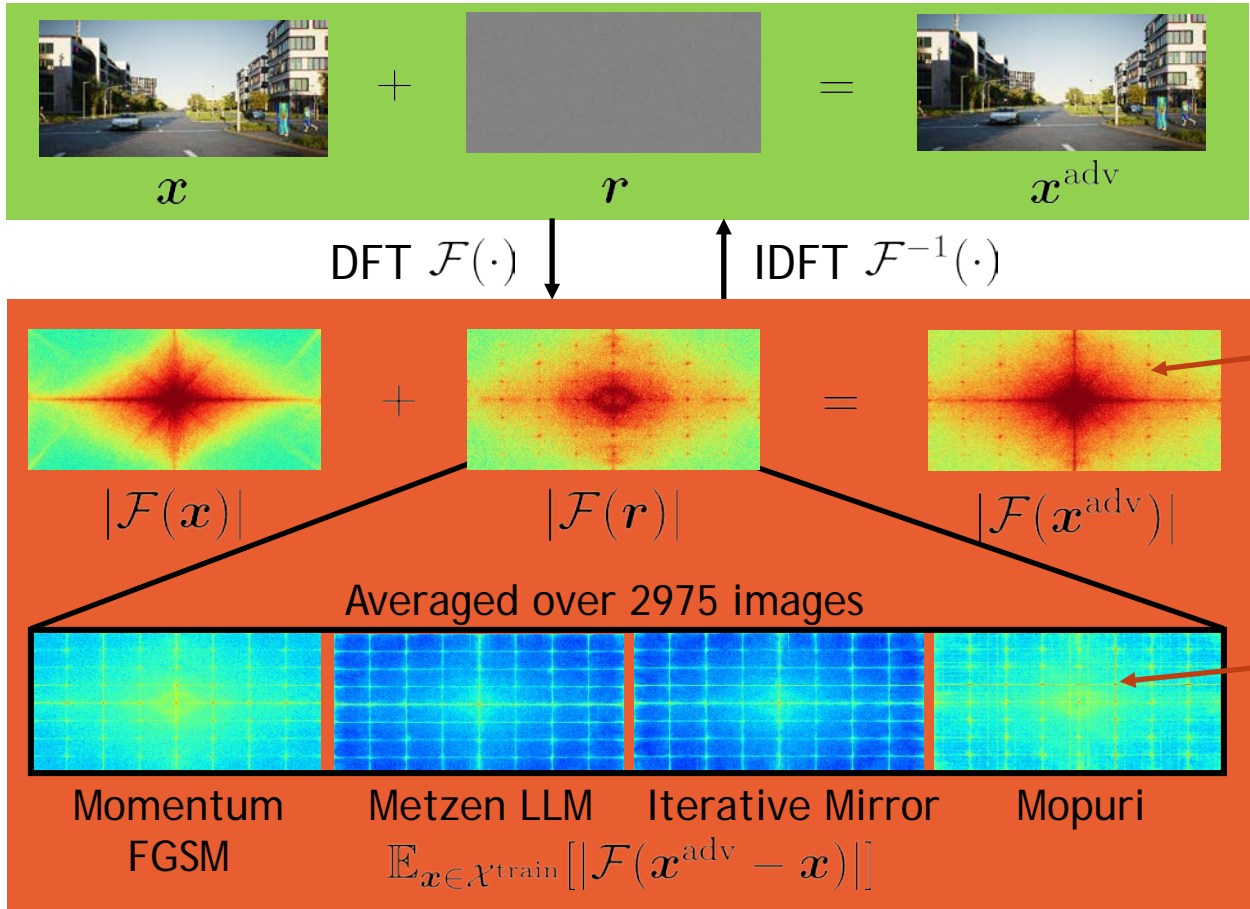 + =
x r x^adv
DFT F(·) IDFT F^−1(·)
+ =
|F(x)| |F(r)| |F(x^adv)|
Averaged over 2975 images
Momentum FGSM Metzen LLM Iterative Mirror Mopuri
𝔼_{x∈𝒳^train}[|F(x^adv − x)|]